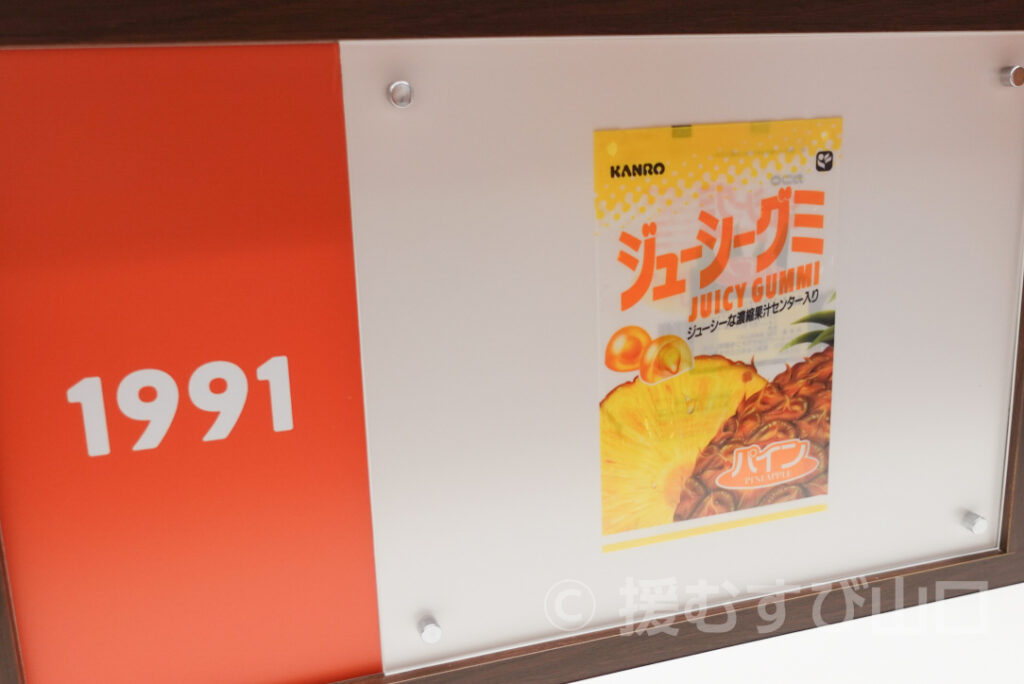 1991
KANRO
ジューシーグミ
JUICY GUMMI
ジューシーな濃縮果汁センター入り
パイン
PINEAPPLE
© 援むすび山口